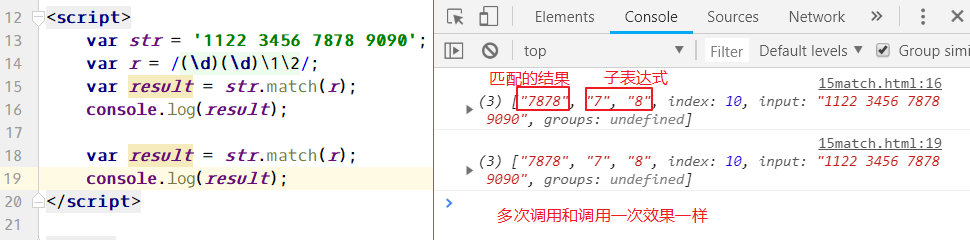 12 <script>
13 var str = '1122 3456 7878 9090';
14 var r = /(\d)(\d)\1\2/;
15 var result = str.match(r);
16 console.log(result);
17
18 var result = str.match(r);
19 console.log(result);
20 </script>
21
Elements Console Sources Network »
top Filter Default levels Group simi
匹配的结果 子表达式
15match.html:16
(3) ["7878", "7", "8", index: 10, input: "1122 3456 7878
9090", groups: undefined]
15match.html:19
(3) ["7878", "7", "8", index: 10, input: "1122 3456 7878
9090", groups: undefined]
多次调用和调用一次效果一样